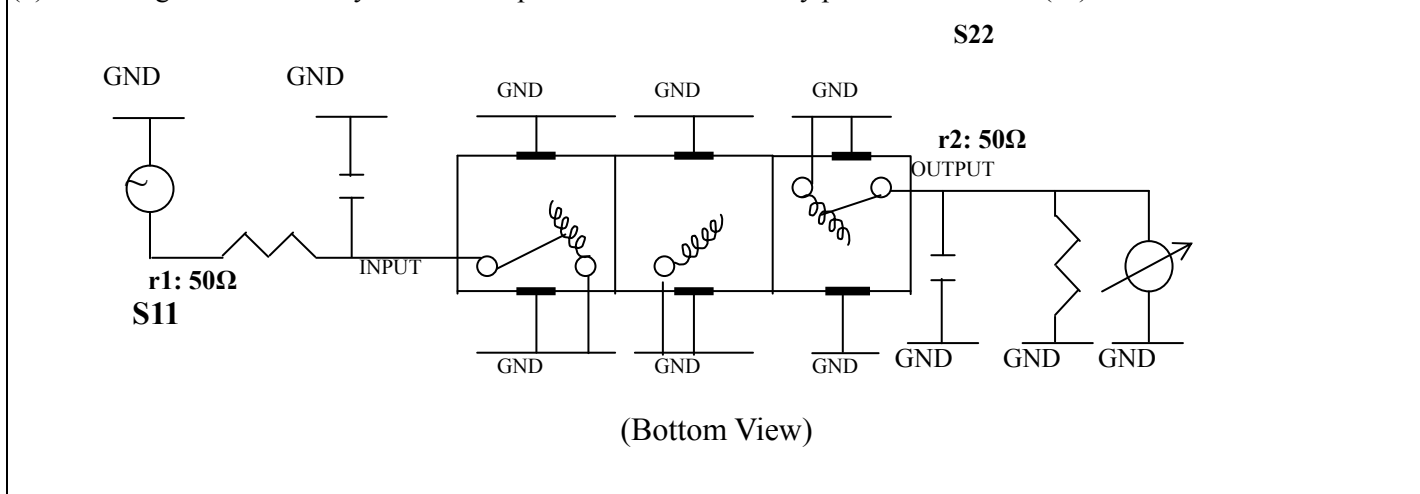 S22
GND GND
GND GND GND
r2: 50Ω
OUTPUT
INPUT
r1: 50Ω
S11
GND GND GND GND GND GND
(Bottom View)